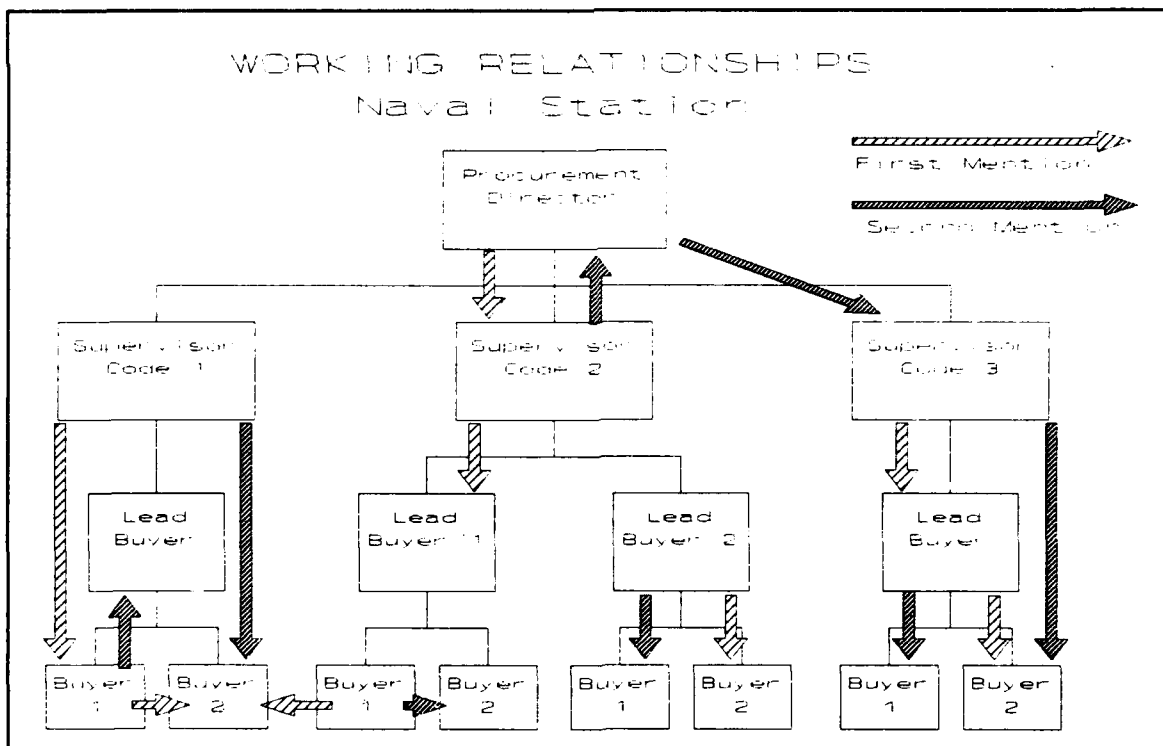 WORKING RELATIONSHIPS
Naval Station
First Mention
Second Mention
Procurement
Direction
Supervisor
Code 1
Supervisor
Code 2
Supervisor
Code 3
Lead
Buyer
Lead
Buyer 1
Lead
Buyer 2
Lead
Buyer
Buyer
1
Buyer
2
Buyer
1
Buyer
2
Buyer
1
Buyer
2
Buyer
1
Buyer
2